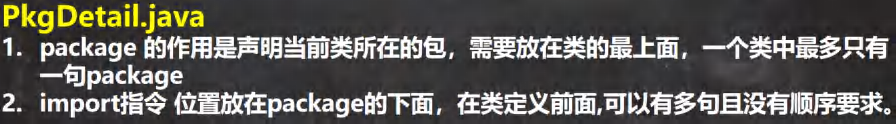 PkgDetail.java
1. package 的作用是声明当前类所在的包，需要放在类的最上面，一个类中最多只有
一句package
2. import指令 位置放在package的下面，在类定义前面,可以有多句且没有顺序要求。